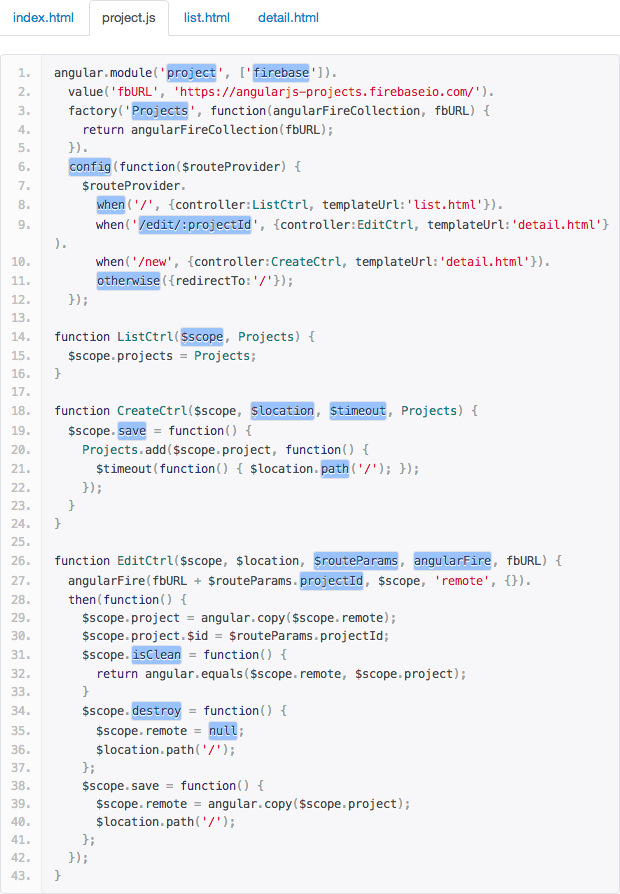 index.html project.js list.html detail.html
1. angular.module('project', ['firebase']).
2. value('fbURL', 'https://angularjs-projects.firebaseio.com/').
3. factory('Projects', function(angularFireCollection, fbURL) {
4. return angularFireCollection(fbURL);
5. }).
6. config(function($routeProvider) {
7. $routeProvider.
8. when('/', {controller:ListCtrl, templateUrl:'list.html'}).
9. when('/edit/:projectId', {controller:EditCtrl, templateUrl:'detail.html'}
).
10. when('/new', {controller:CreateCtrl, templateUrl:'detail.html'}).
11. otherwise({redirectTo:'/'});
12. });
13.
14. function ListCtrl($scope, Projects) {
15. $scope.projects = Projects;
16. }
17.
18. function CreateCtrl($scope, $location, $timeout, Projects) {
19. $scope.save = function() {
20. Projects.add($scope.project, function() {
21. $timeout(function() { $location.path('/'); });
22. });
23. }
24. }
25.
26. function EditCtrl($scope, $location, $routeParams, angularFire, fbURL) {
27. angularFire(fbURL + $routeParams.projectId, $scope, 'remote', {}).
28. then(function() {
29. $scope.project = angular.copy($scope.remote);
30. $scope.project.$id = $routeParams.projectId;
31. $scope.isClean = function() {
32. return angular.equals($scope.remote, $scope.project);
33. }
34. $scope.destroy = function() {
35. $scope.remote = null;
36. $location.path('/');
37. };
38. $scope.save = function() {
39. $scope.remote = angular.copy($scope.project);
40. $location.path('/');
41. };
42. });
43. }